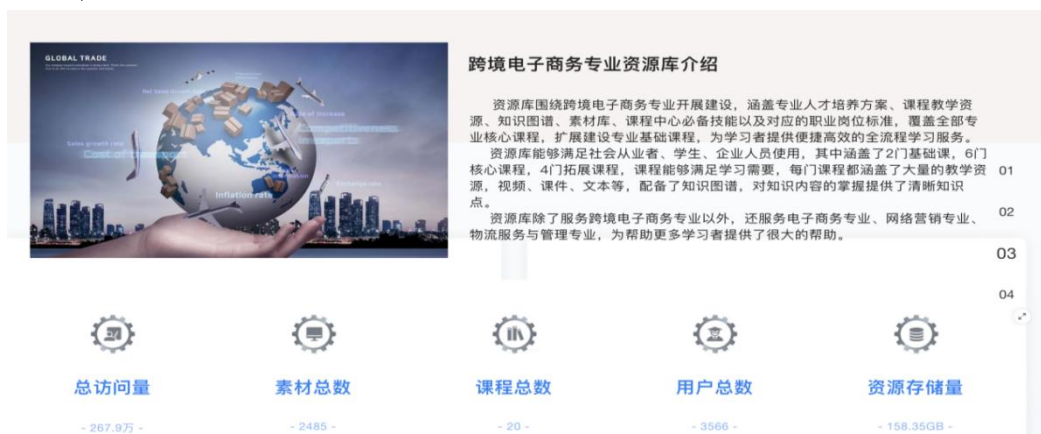 GLOBAL TRADE
Net Seep Growth Rate
Rate of increase
Competitiveness
in exports
Sales growth rate
Cost of transport
Exchange rate
Inflation rate
跨境电子商务专业资源库介绍
资源库围绕跨境电子商务专业开展建设，涵盖专业人才培养方案、课程教学资
源、知识图谱、素材库、课程中心必备技能以及对应的职业岗位标准，覆盖全部专
业核心课程，扩展建设专业基础课程，为学习者提供便捷高效的全流程学习服务。
资源库能够满足社会从业者、学生、企业人员使用，其中涵盖了2门基础课，6门
核心课程，4门拓展课程，课程能够满足学习需要，每门课程都涵盖了大量的教学资
源，视频、课件、文本等，配备了知识图谱，对知识内容的掌握提供了清晰知识
点。
资源库除了服务跨境电子商务专业以外，还服务电子商务专业、网络营销专业、
物流服务与管理专业，为帮助更多学习者提供了很大的帮助。
01
02
03
04
总访问量
素材总数
课程总数
用户总数
资源存储量
- 267.9万 -
- 2485 -
- 20 -
- 3566 -
- 158.35GB -